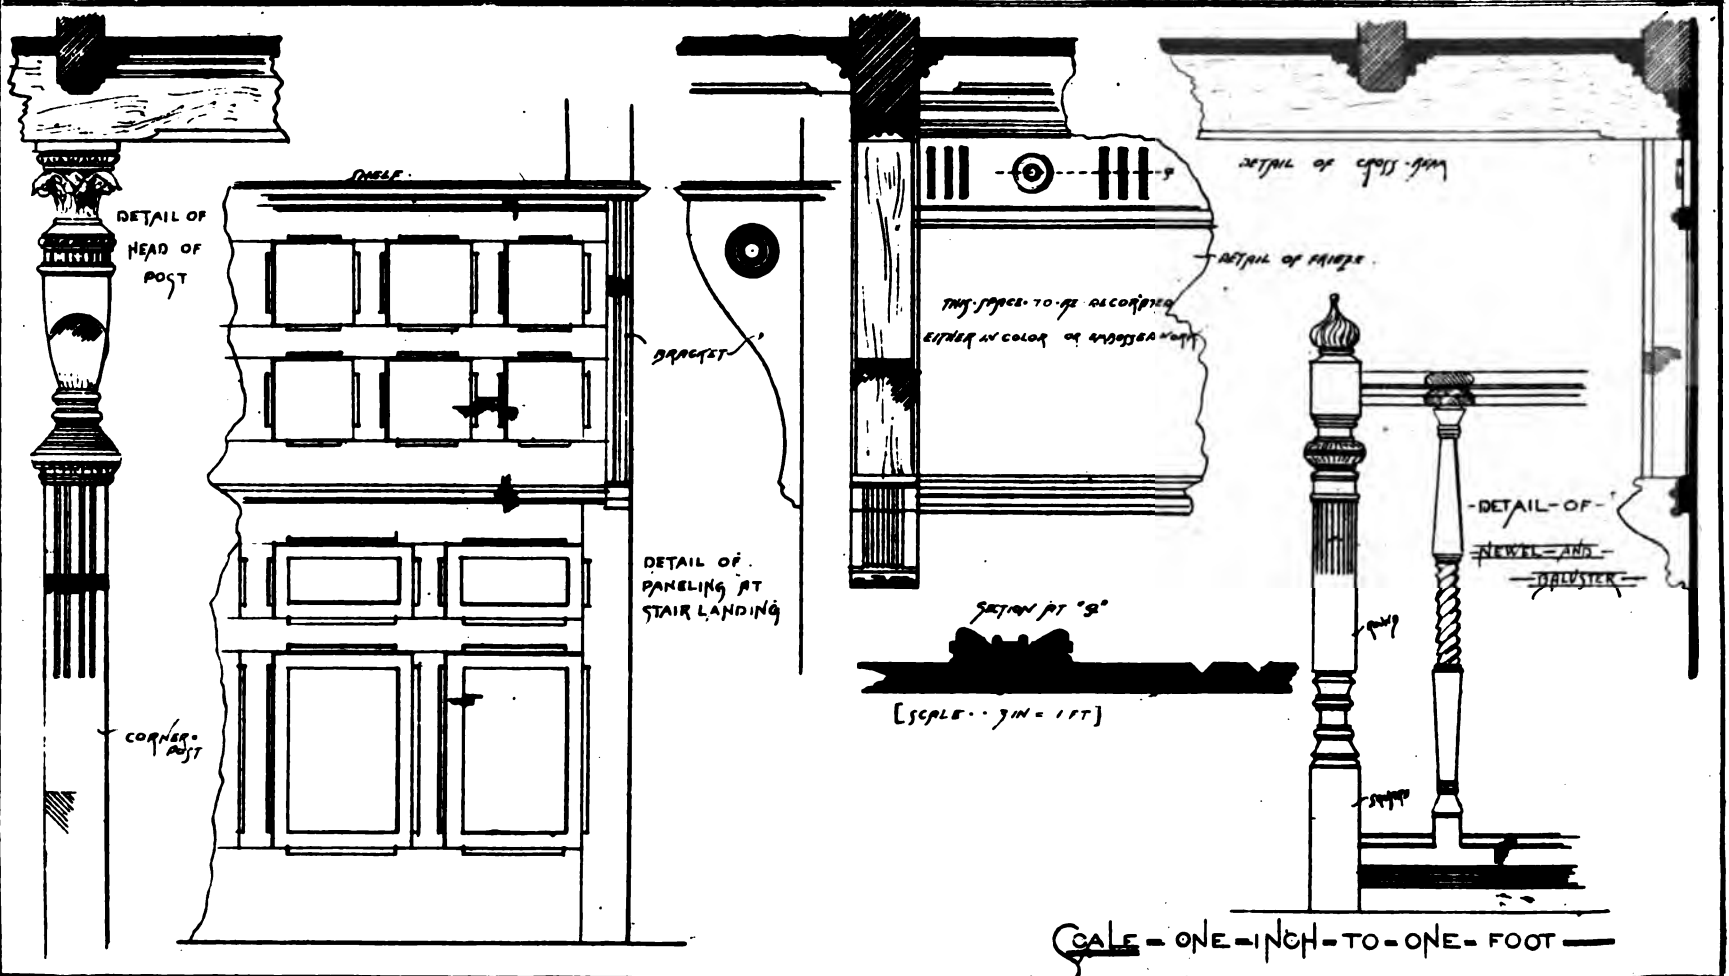 SHELF.
DETAIL OF
HEAD OF
POST
BRACKET
DETAIL OF
PANELING AT
STAIR LANDING
CORNER-
POST
DETAIL OF CROSS-BEAM
DETAIL OF FRIEZE.
THIS SPACE TO BE DECORATED
EITHER IN COLOR OR EMBOSSED WORK
SECTION AT "A"
[SCALE.. 3 IN = 1 FT]
-DETAIL-OF-
-NEWEL-AND-
-BALUSTER-
ROUND
SQUARE
SCALE-ONE-INCH-TO-ONE-FOOT